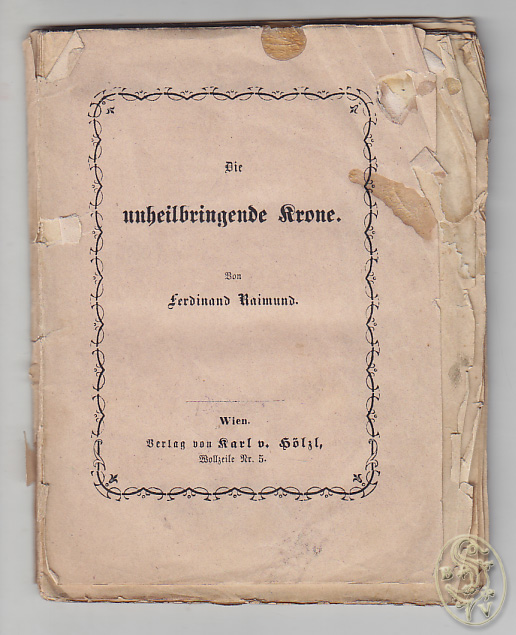 Die
unheilbringende Krone.
Von
Ferdinand Raimund.
Wien.
Verlag von Karl v. Hölzl,
Wollzeile Nr. 5.